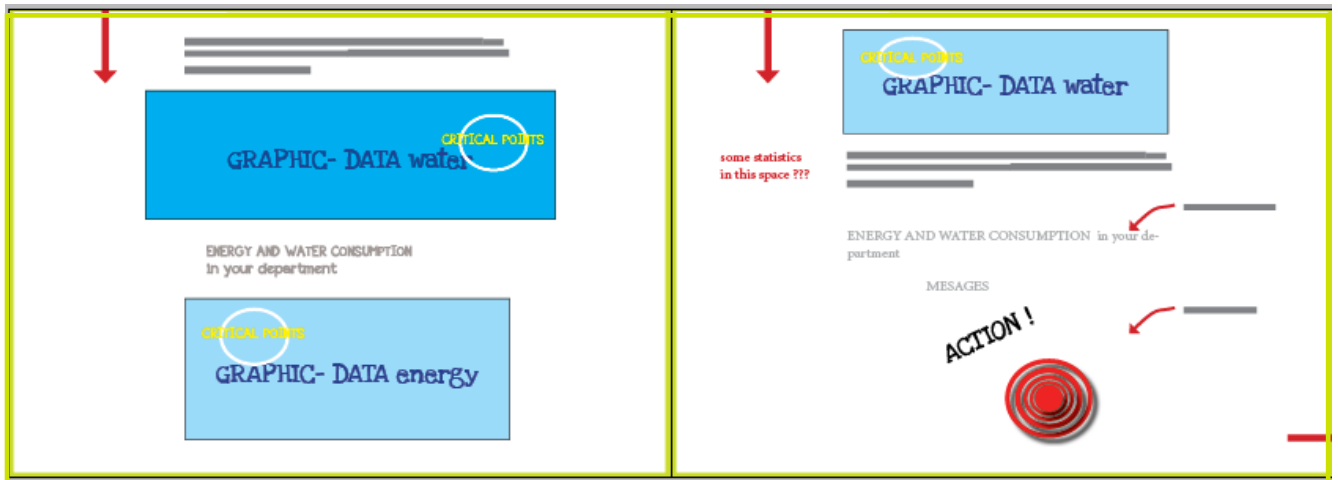 CRITICAL POINTS
GRAPHIC- DATA water
ENERGY AND WATER CONSUMPTION
in your department
CRITICAL POINTS
GRAPHIC- DATA energy
CRITICAL POINTS
GRAPHIC- DATA water
some statistics
in this space ???
ENERGY AND WATER CONSUMPTION in your de-
partment
MESAGES
ACTION !